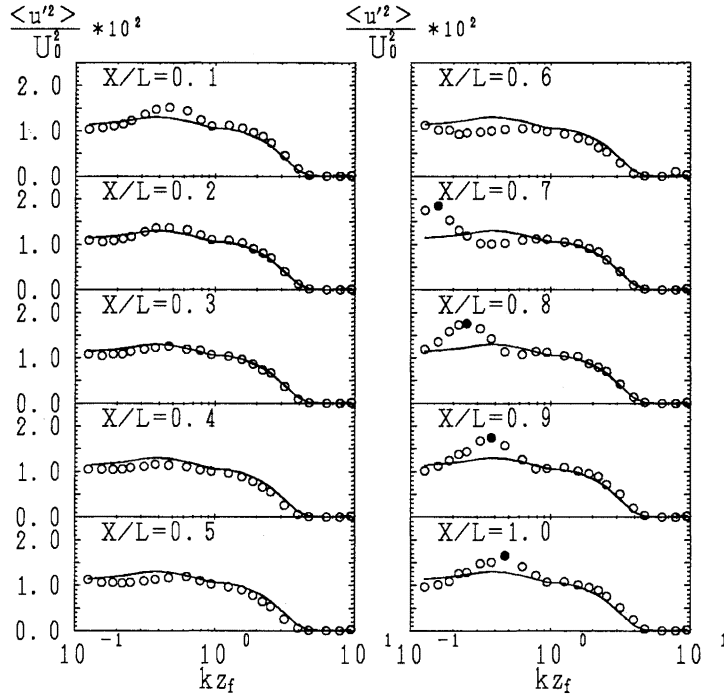 <u'²>/U₀² *10² <u'²>/U₀² *10²
X/L=0.1
2.0
1.0
0.0
X/L=0.2
2.0
1.0
0.0
X/L=0.3
2.0
1.0
0.0
X/L=0.4
2.0
1.0
0.0
X/L=0.5
2.0
1.0
0.0
X/L=0.6
X/L=0.7
X/L=0.8
X/L=0.9
X/L=1.0
10⁻¹ 10⁰ 10¹ 10⁻¹ 10⁰ 10¹
kz_f kz_f